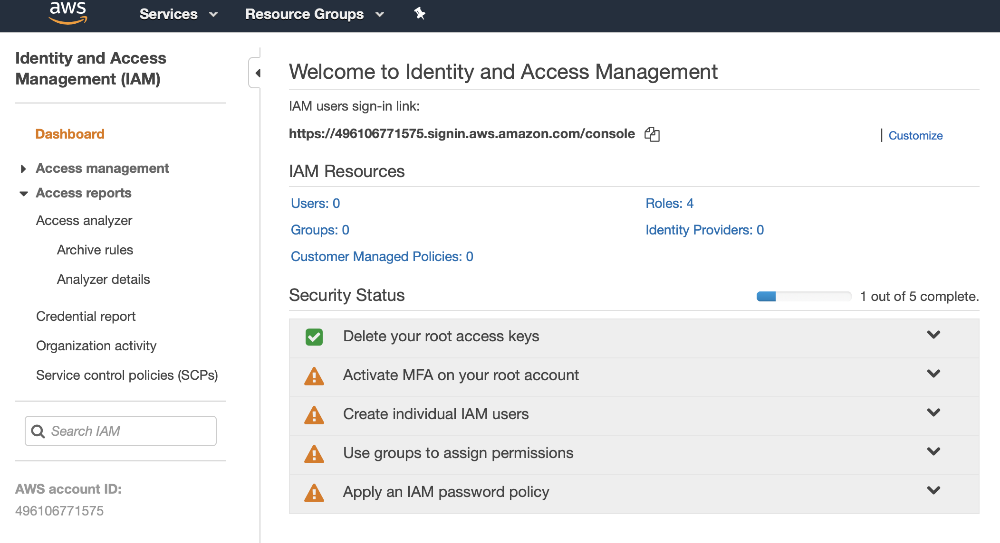 aws
Services
Resource Groups
Identity and Access
Management (IAM)
Dashboard
Access management
Access reports
Access analyzer
Archive rules
Analyzer details
Credential report
Organization activity
Service control policies (SCPs)
Search IAM
AWS account ID:
496106771575
Welcome to Identity and Access Management
IAM users sign-in link:
https://496106771575.signin.aws.amazon.com/console
Customize
IAM Resources
Users: 0
Roles: 4
Groups: 0
Identity Providers: 0
Customer Managed Policies: 0
Security Status
1 out of 5 complete.
Delete your root access keys
Activate MFA on your root account
Create individual IAM users
Use groups to assign permissions
Apply an IAM password policy